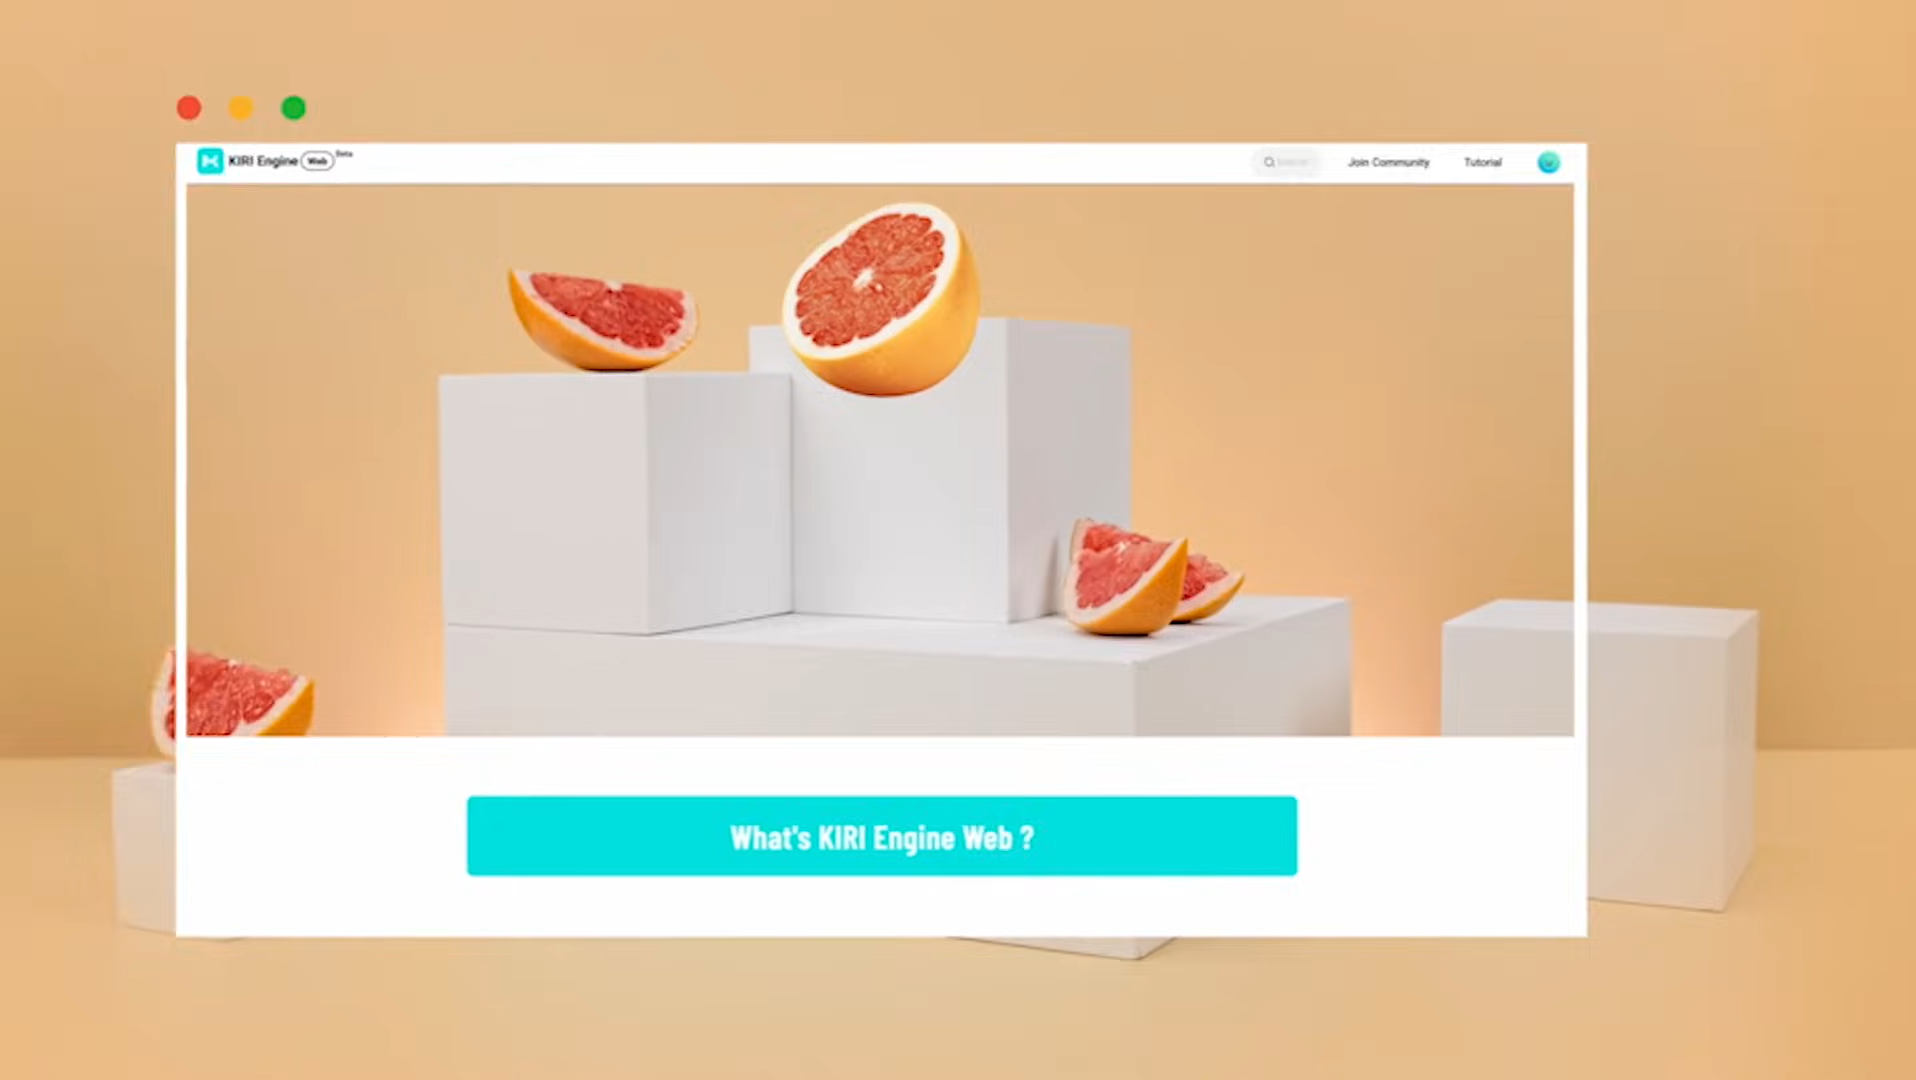 KIRI Engine Web Beta
Join Community
Tutorial
What's KIRI Engine Web ?